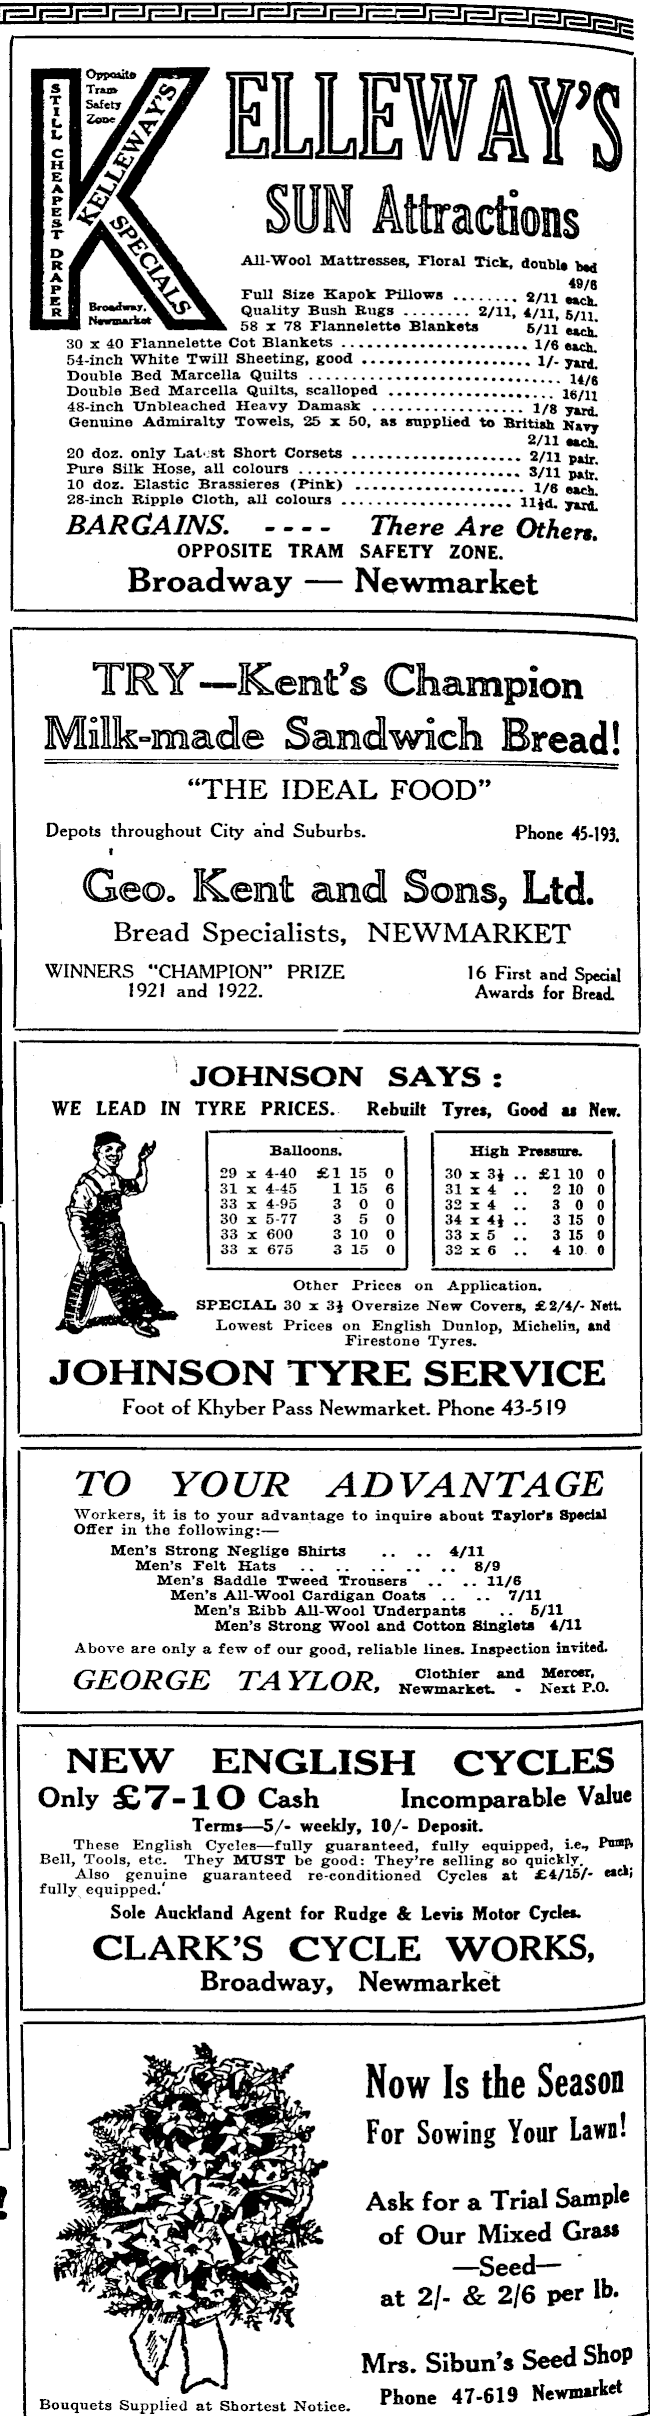 Opposite
Tram
Safety
Zone
STILL CHEAPEST DRAPER
KELLEWAY'S
SPECIALS
Broadway,
Newmarket
KELLEWAY'S
SUN Attractions
All-Wool Mattresses, Floral Tick, double bed
49/6
Full Size Kapok Pillows ........ 2/11 each.
Quality Bush Rugs ........ 2/11, 4/11, 5/11.
58 x 78 Flannelette Blankets 5/11 each.
30 x 40 Flannelette Cot Blankets ........................ 1/6 each.
54-inch White Twill Sheeting, good .................... 1/- yard.
Double Bed Marcella Quilts .............................. 14/6
Double Bed Marcella Quilts, scalloped .................... 16/11
48-inch Unbleached Heavy Damask .................. 1/8 yard.
Genuine Admiralty Towels, 25 x 50, as supplied to British Navy
2/11 each.
20 doz. only Latest Short Corsets .................. 2/11 pair.
Pure Silk Hose, all colours ........................ 3/11 pair.
10 doz. Elastic Brassieres (Pink) .................. 1/6 each.
28-inch Ripple Cloth, all colours .................. 11½d. yard.
BARGAINS. ---- There Are Others.
OPPOSITE TRAM SAFETY ZONE.
Broadway — Newmarket
TRY—Kent's Champion
Milk-made Sandwich Bread!
"THE IDEAL FOOD"
Depots throughout City and Suburbs. Phone 45-193.
Geo. Kent and Sons, Ltd.
Bread Specialists, NEWMARKET
WINNERS "CHAMPION" PRIZE 16 First and Special
1921 and 1922. Awards for Bread.
JOHNSON SAYS:
WE LEAD IN TYRE PRICES. Rebuilt Tyres, Good as New.
Balloons.
29 x 4-40 £1 15 0
31 x 4-45 1 15 6
33 x 4-95 3 0 0
30 x 5-77 3 5 0
33 x 600 3 10 0
33 x 675 3 15 0
High Pressure.
30 x 3½ .. £1 10 0
31 x 4 .. 2 10 0
32 x 4 .. 3 0 0
34 x 4½ .. 3 15 0
33 x 5 .. 3 15 0
32 x 6 .. 4 10 0
Other Prices on Application.
SPECIAL 30 x 3½ Oversize New Covers, £2/4/- Nett.
Lowest Prices on English Dunlop, Michelin, and
Firestone Tyres.
JOHNSON TYRE SERVICE
Foot of Khyber Pass Newmarket. Phone 43-519
TO YOUR ADVANTAGE
Workers, it is to your advantage to inquire about Taylor's Special
Offer in the following:—
Men's Strong Neglige Shirts .. .. 4/11
Men's Felt Hats .. .. .. .. .. 8/9
Men's Saddle Tweed Trousers .. .. 11/6
Men's All-Wool Cardigan Coats .. .. 7/11
Men's Ribb All-Wool Underpants .. 5/11
Men's Strong Wool and Cotton Singlets 4/11
Above are only a few of our good, reliable lines. Inspection invited.
GEORGE TAYLOR, Clothier and Mercer,
Newmarket. - Next P.O.
NEW ENGLISH CYCLES
Only £7-10 Cash Incomparable Value
Terms—5/- weekly, 10/- Deposit.
These English Cycles—fully guaranteed, fully equipped, i.e., Pump,
Bell, Tools, etc. They MUST be good: They're selling so quickly.
Also genuine guaranteed re-conditioned Cycles at £4/15/- each;
fully equipped.
Sole Auckland Agent for Rudge & Levis Motor Cycles.
CLARK'S CYCLE WORKS,
Broadway, Newmarket
Now Is the Season
For Sowing Your Lawn!
Ask for a Trial Sample
of Our Mixed Grass
—Seed—
at 2/- & 2/6 per lb.
Mrs. Sibun's Seed Shop
Phone 47-619 Newmarket
Bouquets Supplied at Shortest Notice.